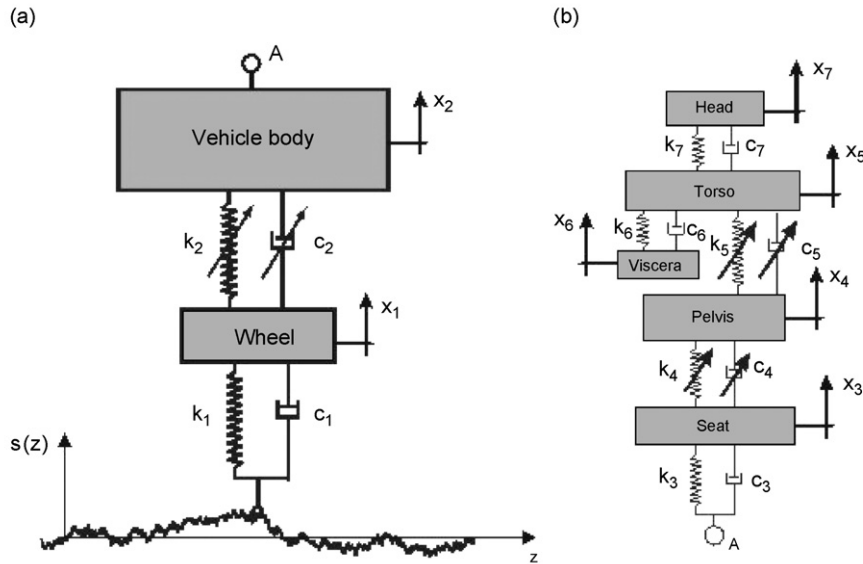 (a)
A
x2
Vehicle body
k2
c2
x1
Wheel
k1
c1
s(z)
z
(b)
x7
Head
k7
c7
x5
Torso
x6
k6
c6
k5
c5
Viscera
x4
Pelvis
k4
c4
x3
Seat
k3
c3
A